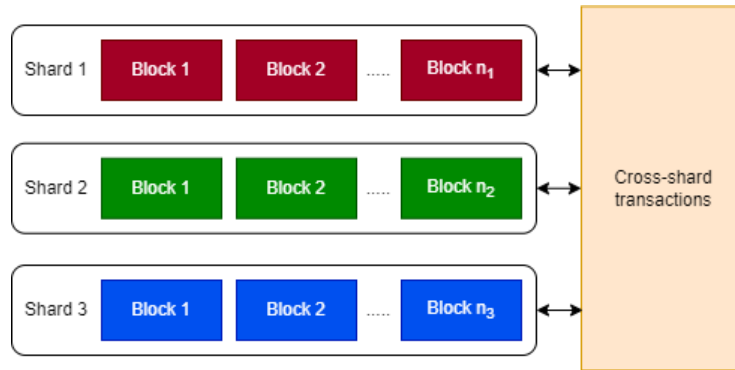 Shard 1 Block 1 Block 2 ..... Block n₁
Shard 2 Block 1 Block 2 ..... Block n₂
Shard 3 Block 1 Block 2 ..... Block n₃
Cross-shard
transactions